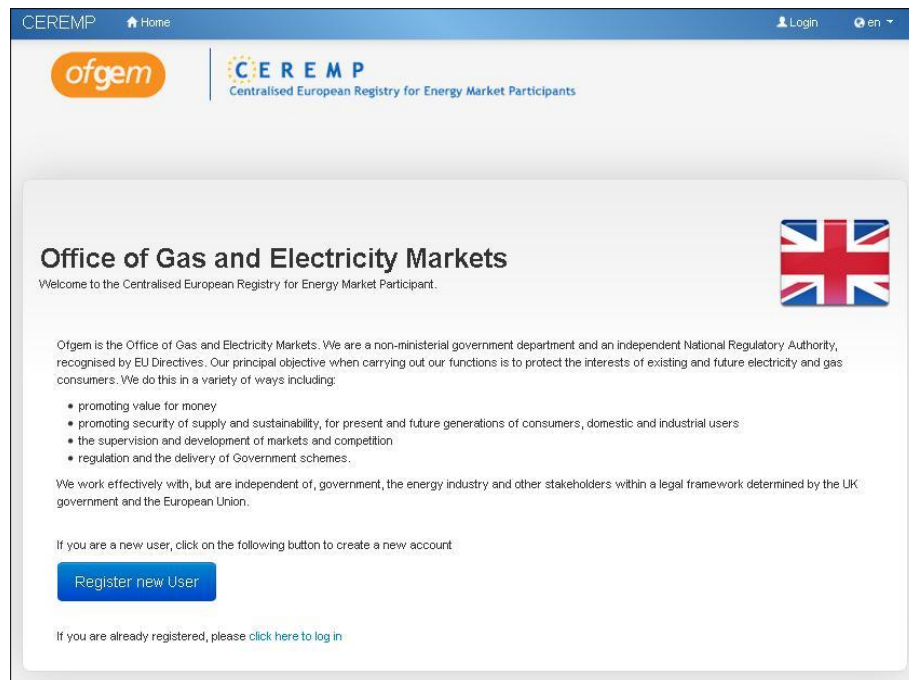 CEREMP Home Login en
ofgem
CEREMP
Centralised European Registry for Energy Market Participants
Office of Gas and Electricity Markets
Welcome to the Centralised European Registry for Energy Market Participant.
Ofgem is the Office of Gas and Electricity Markets. We are a non-ministerial government department and an independent National Regulatory Authority,
recognised by EU Directives. Our principal objective when carrying out our functions is to protect the interests of existing and future electricity and gas
consumers. We do this in a variety of ways including:
• promoting value for money
• promoting security of supply and sustainability, for present and future generations of consumers, domestic and industrial users
• the supervision and development of markets and competition
• regulation and the delivery of Government schemes.
We work effectively with, but are independent of, government, the energy industry and other stakeholders within a legal framework determined by the UK
government and the European Union.
If you are a new user, click on the following button to create a new account
Register new User
If you are already registered, please click here to log in